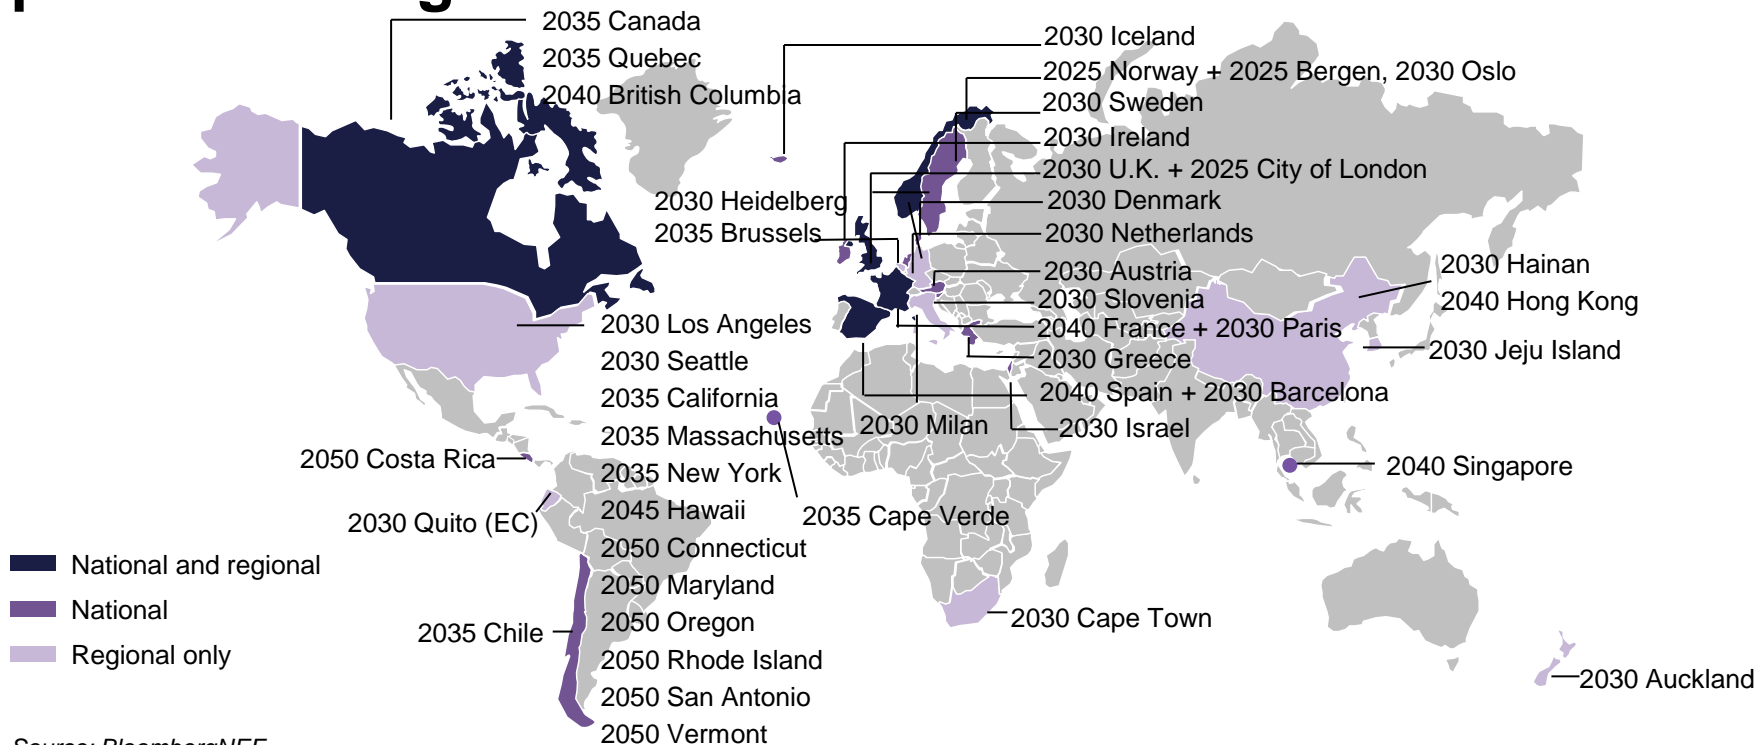 2035 Canada
2035 Quebec
2040 British Columbia
2030 Iceland
2025 Norway + 2025 Bergen, 2030 Oslo
2030 Sweden
2030 Ireland
2030 U.K. + 2025 City of London
2030 Heidelberg
2030 Denmark
2035 Brussels
2030 Netherlands
2030 Austria
2030 Slovenia
2040 France + 2030 Paris
2030 Greece
2040 Spain + 2030 Barcelona
2030 Milan
2030 Israel
2030 Hainan
2040 Hong Kong
2030 Jeju Island
2040 Singapore
2030 Los Angeles
2030 Seattle
2035 California
2035 Massachusetts
2035 New York
2045 Hawaii
2050 Connecticut
2050 Maryland
2050 Oregon
2050 Rhode Island
2050 San Antonio
2050 Vermont
2050 Costa Rica
2030 Quito (EC)
2035 Cape Verde
2035 Chile
2030 Cape Town
2030 Auckland
National and regional
National
Regional only
Source: BloombergNEF